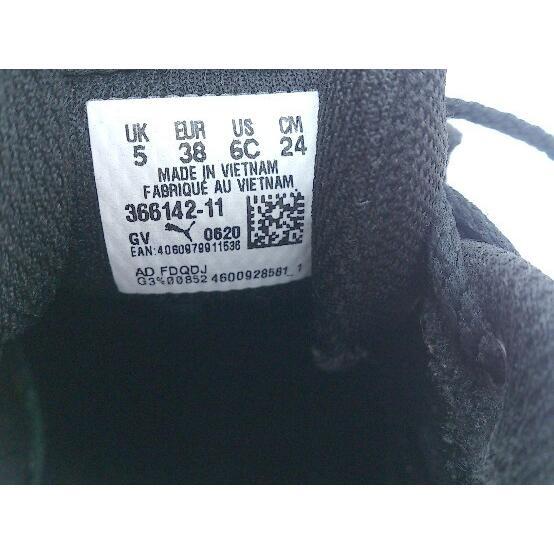 UK EUR US CM
5 38 6C 24
MADE IN VIETNAM
FABRIQUÉ AU VIETNAM
366142-11
GV 0620
EAN:4060979911536
AD FDQDJ
G3%00852 4600928581_1